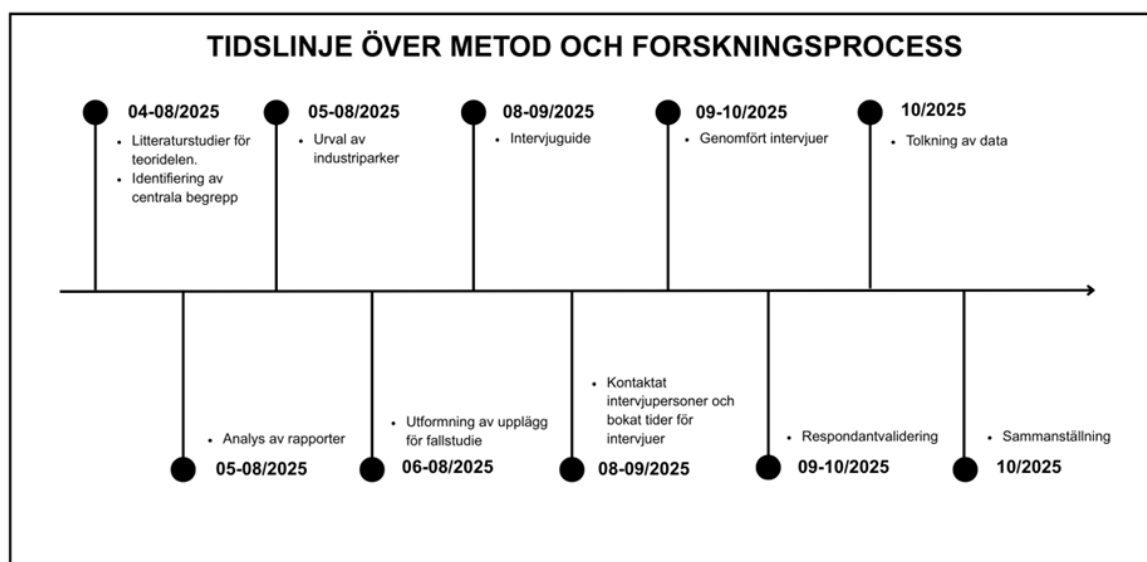 TIDSLINJE ÖVER METOD OCH FORSKNINGSPROCESS
04-08/2025
• Litteraturstudier för
teoridelen.
• Identifiering av
centrala begrepp
05-08/2025
• Urval av
industriparker
08-09/2025
• Intervjuguide
09-10/2025
• Genomfört intervjuer
10/2025
• Tolkning av data
• Analys av rapporter
05-08/2025
• Utformning av upplägg
för fallstudie
06-08/2025
• Kontaktat
intervjupersoner och
bokat tider för
intervjuer
08-09/2025
• Respondantvalidering
09-10/2025
• Sammanställning
10/2025